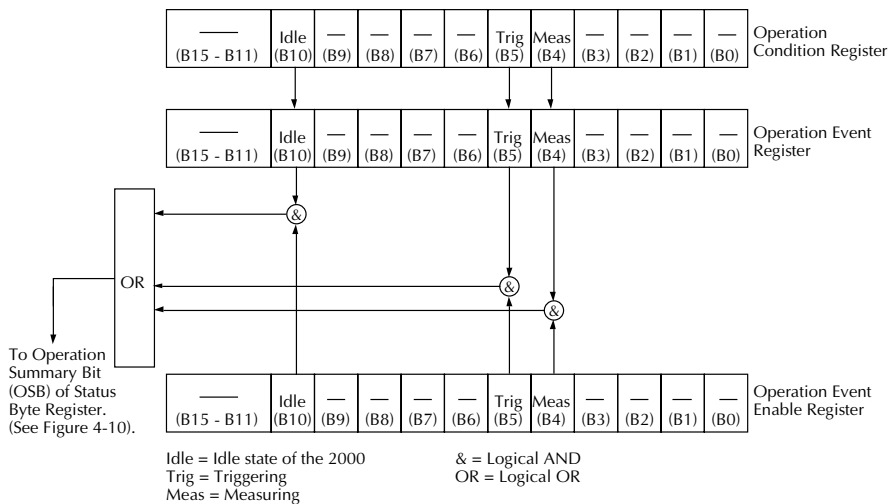 — Idle — — — — Trig Meas — — — — Operation
(B15 - B11) (B10) (B9) (B8) (B7) (B6) (B5) (B4) (B3) (B2) (B1) (B0) Condition Register
— Idle — — — — Trig Meas — — — — Operation Event
(B15 - B11) (B10) (B9) (B8) (B7) (B6) (B5) (B4) (B3) (B2) (B1) (B0) Register
&
OR
&
&
To Operation
Summary Bit
(OSB) of Status
Byte Register.
(See Figure 4-10).
— Idle — — — — Trig Meas — — — — Operation Event
(B15 - B11) (B10) (B9) (B8) (B7) (B6) (B5) (B4) (B3) (B2) (B1) (B0) Enable Register
Idle = Idle state of the 2000
Trig = Triggering
Meas = Measuring
& = Logical AND
OR = Logical OR